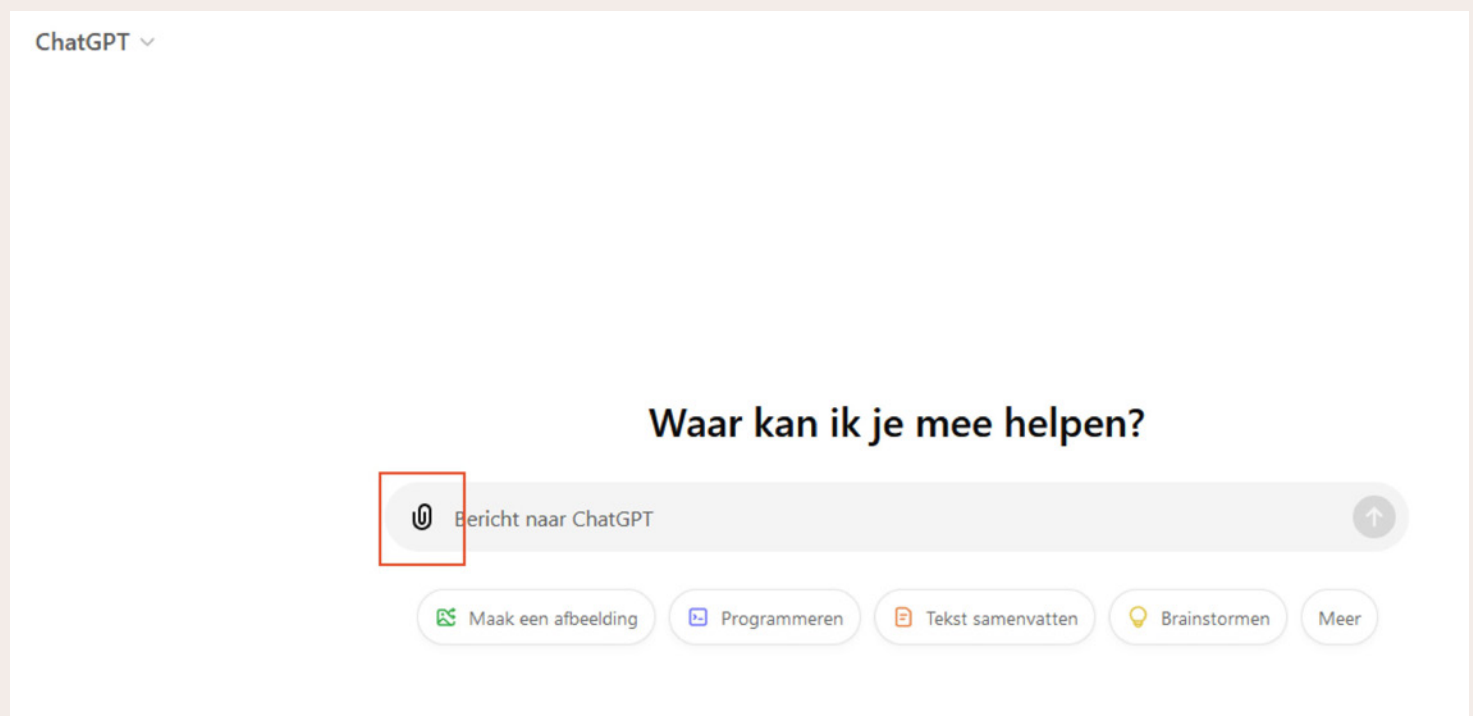 ChatGPT
Waar kan ik je mee helpen?
Bericht naar ChatGPT
Maak een afbeelding Programmeren Tekst samenvatten Brainstormen Meer